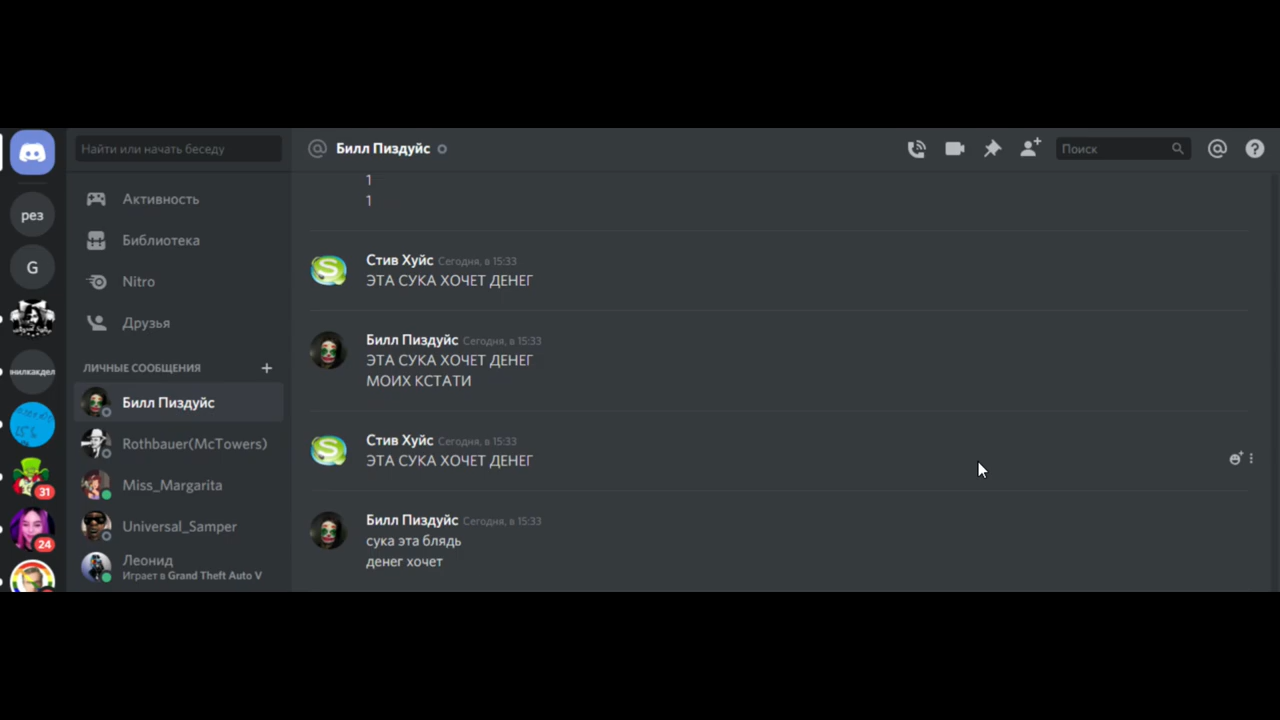 Найти или начать беседу
Билл Пиздуйс
Поиск
рез
G
31
24
Активность
Библиотека
Nitro
Друзья
ЛИЧНЫЕ СООБЩЕНИЯ
Билл Пиздуйс
Rothbauer(McTowers)
Miss_Margarita
Universal_Samper
Леонид
Играет в Grand Theft Auto V
1
1
Стив Хуйс Сегодня, в 15:33
ЭТА СУКА ХОЧЕТ ДЕНЕГ
Билл Пиздуйс Сегодня, в 15:33
ЭТА СУКА ХОЧЕТ ДЕНЕГ
МОИХ КСТАТИ
Стив Хуйс Сегодня, в 15:33
ЭТА СУКА ХОЧЕТ ДЕНЕГ
Билл Пиздуйс Сегодня, в 15:33
сука эта блядь
денег хочет